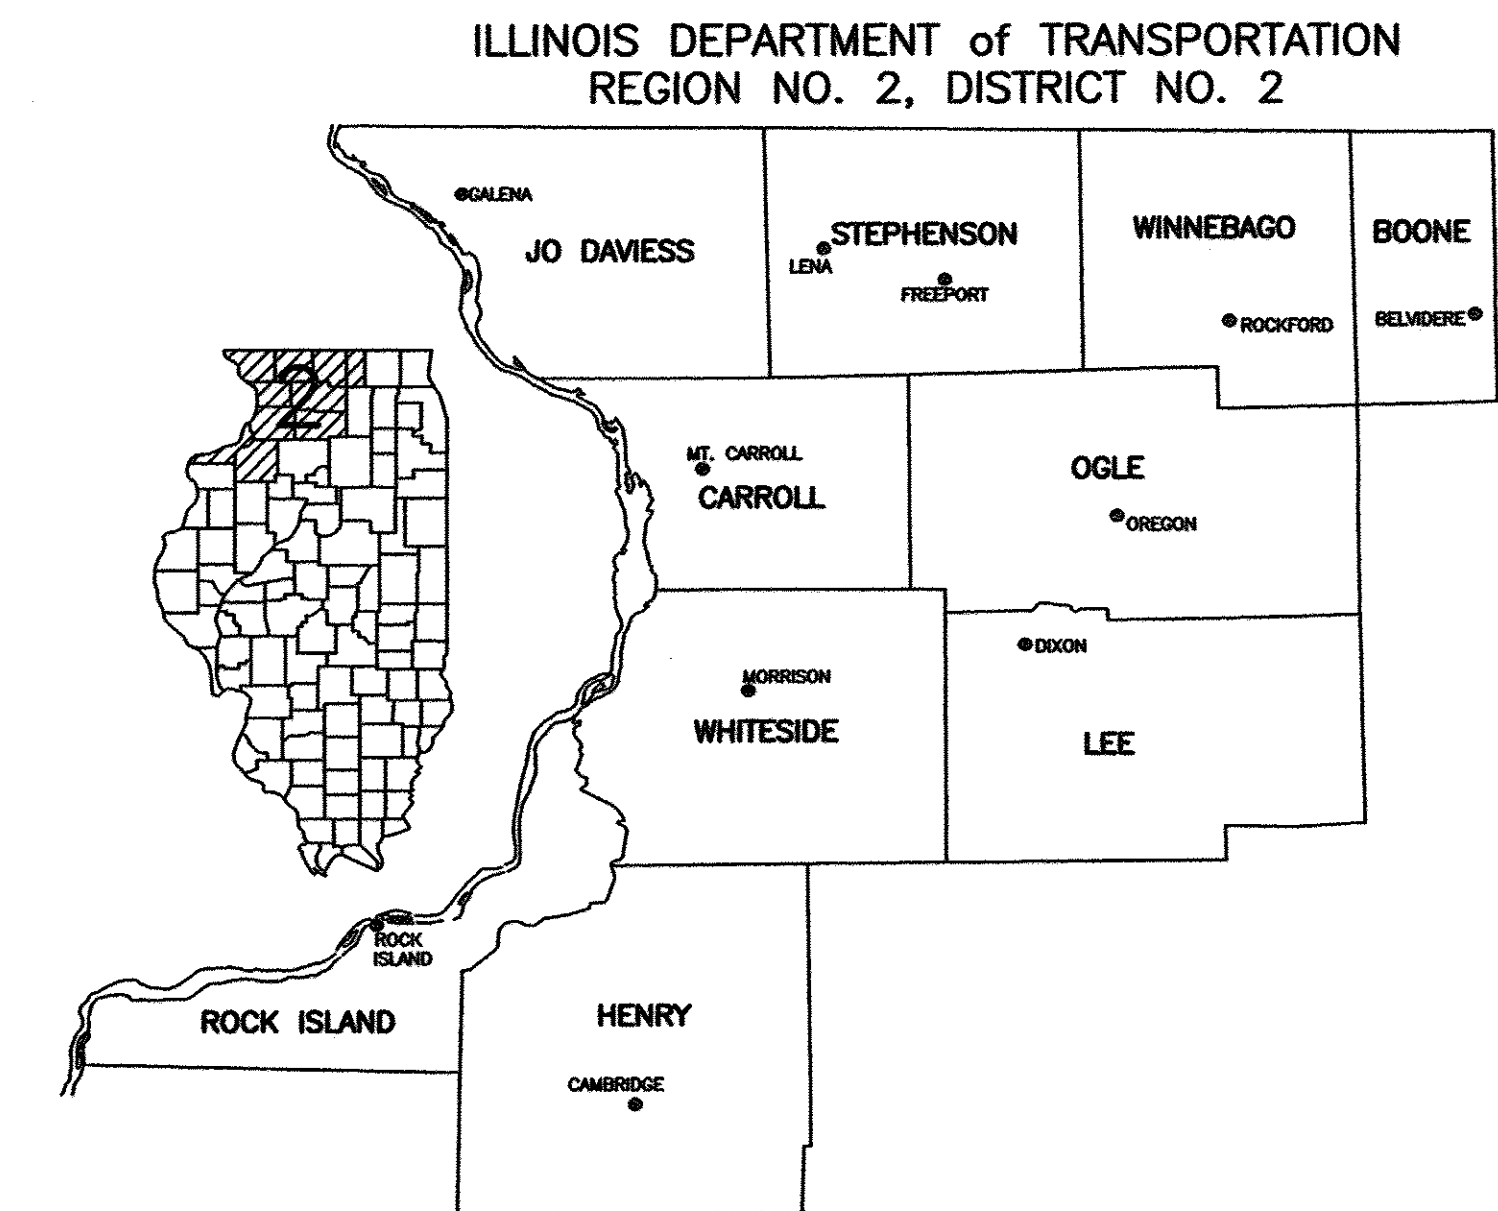 ILLINOIS DEPARTMENT of TRANSPORTATION
REGION NO. 2, DISTRICT NO. 2
GALENA
JO DAVIESS
STEPHENSON
LENA
FREEPORT
WINNEBAGO
ROCKFORD
BOONE
BELVIDERE
2
MT. CARROLL
CARROLL
OGLE
OREGON
DIXON
MORRISON
WHITESIDE
LEE
ROCK
ISLAND
ROCK ISLAND
HENRY
CAMBRIDGE